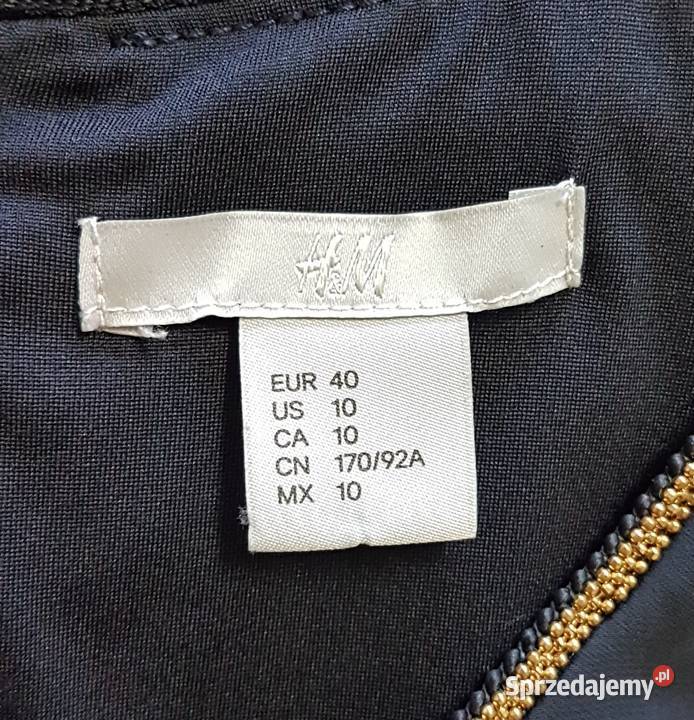 H&M
EUR 40
US 10
CA 10
CN 170/92A
MX 10
Sprzedajemy.pl